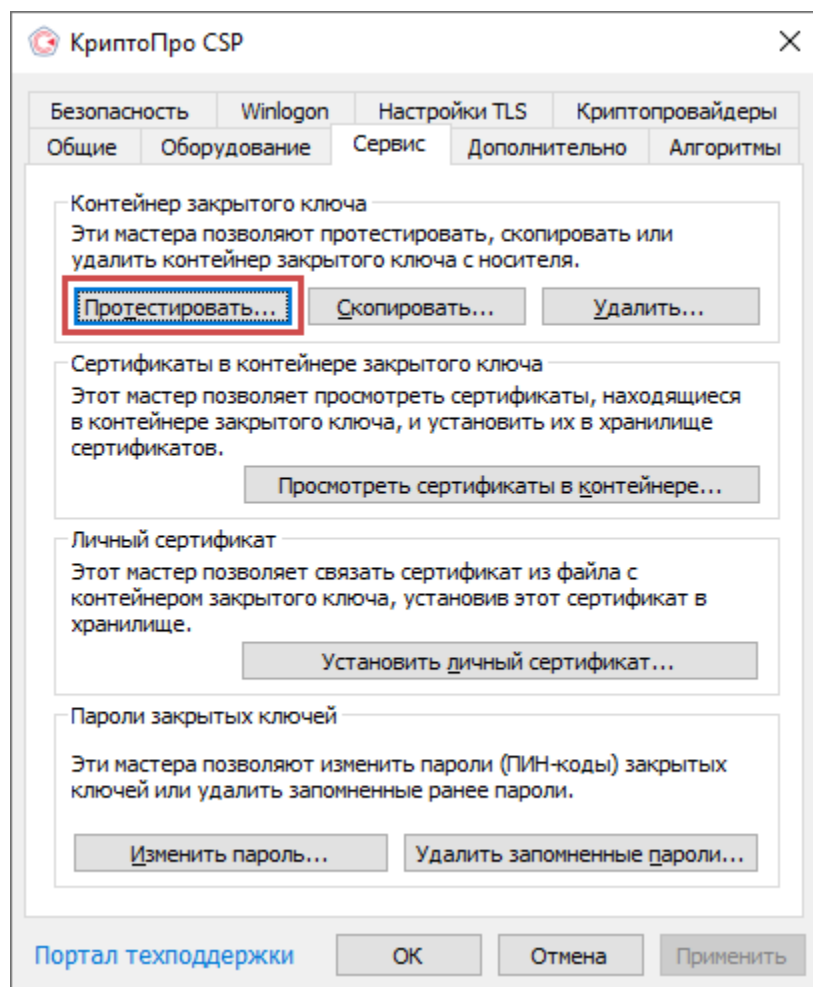 КриптоПро CSP
Безопасность Winlogon Настройки TLS Криптопровайдеры
Общие Оборудование Сервис Дополнительно Алгоритмы
Контейнер закрытого ключа
Эти мастера позволяют протестировать, скопировать или
удалить контейнер закрытого ключа с носителя.
Протестировать... Скопировать... Удалить...
Сертификаты в контейнере закрытого ключа
Этот мастер позволяет просмотреть сертификаты, находящиеся
в контейнере закрытого ключа, и установить их в хранилище
сертификатов.
Просмотреть сертификаты в контейнере...
Личный сертификат
Этот мастер позволяет связать сертификат из файла с
контейнером закрытого ключа, установив этот сертификат в
хранилище.
Установить личный сертификат...
Пароли закрытых ключей
Эти мастера позволяют изменить пароли (ПИН-коды) закрытых
ключей или удалить запомненные ранее пароли.
Изменить пароль... Удалить запомненные пароли...
Портал техподдержки ОК Отмена Применить